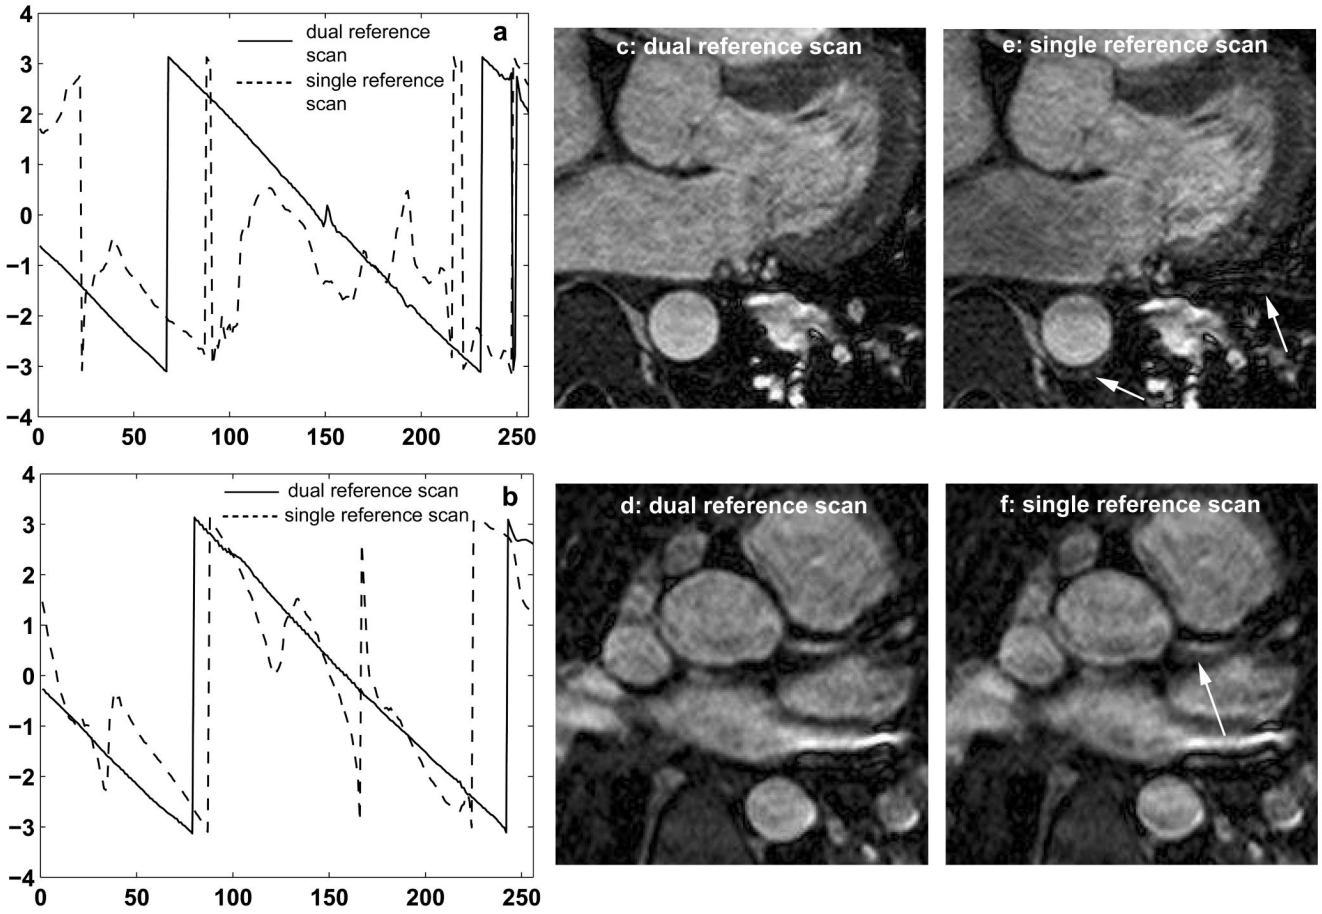 4
3
2
1
0
−1
−2
−3
−4
0
50
100
150
200
250
a
dual reference
scan
single reference
scan
c: dual reference scan
e: single reference scan
4
3
2
1
0
−1
−2
−3
−4
0
50
100
150
200
250
b
dual reference scan
single reference scan
d: dual reference scan
f: single reference scan